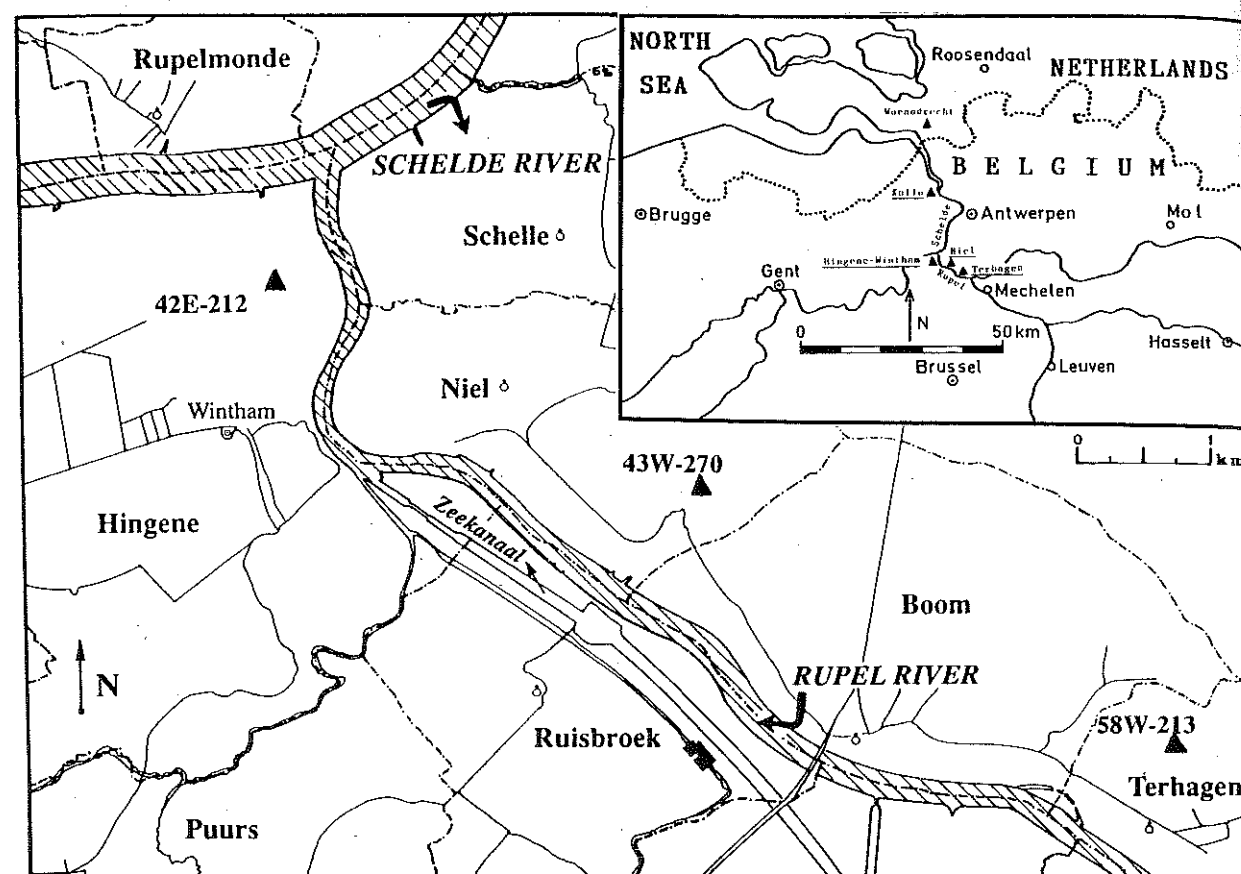 Rupelmonde
SCHELDE RIVER
Schelle
42E-212
Niel
Wintham
43W-270
Hingene
Zeekanaal
Boom
N
RUPEL RIVER
Ruisbroek
58W-213
Terhagen
Puurs
0 1
km
NORTH
SEA
Roosendaal
NETHERLANDS
Woensdrecht
BELGIUM
Kallo
Brugge
Antwerpen
Mol
Schelde
Hingene-Wintham
Niel
Terhagen
Rupel
Gent
Mechelen
N
0 50 km
Hasselt
Brussel
Leuven